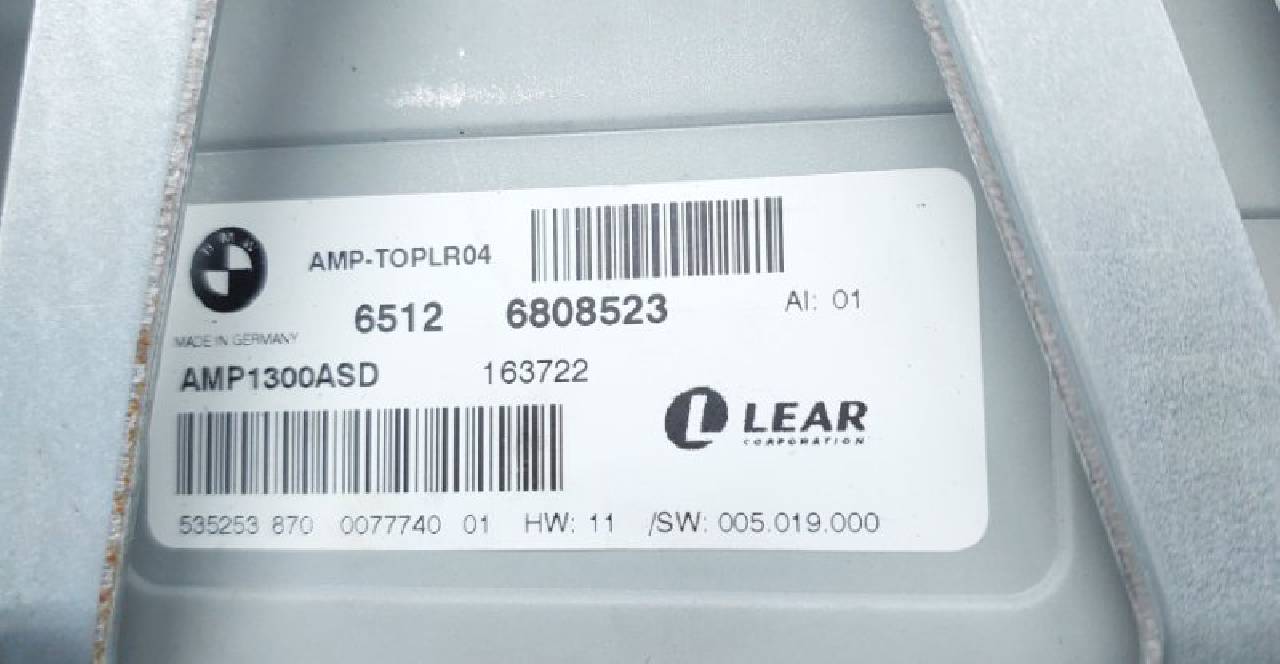 BMW
AMP-TOPLR04
6512 6808523
AI: 01
MADE IN GERMANY
AMP1300ASD 163722
L LEAR
CORPORATION
535253 870 0077740 01 HW: 11 /SW: 005.019.000